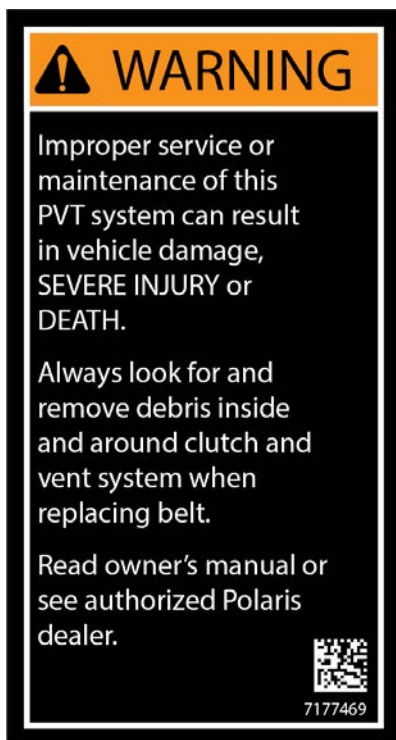 WARNING
Improper service or
maintenance of this
PVT system can result
in vehicle damage,
SEVERE INJURY or
DEATH.
Always look for and
remove debris inside
and around clutch and
vent system when
replacing belt.
Read owner's manual or
see authorized Polaris
dealer.
7177469